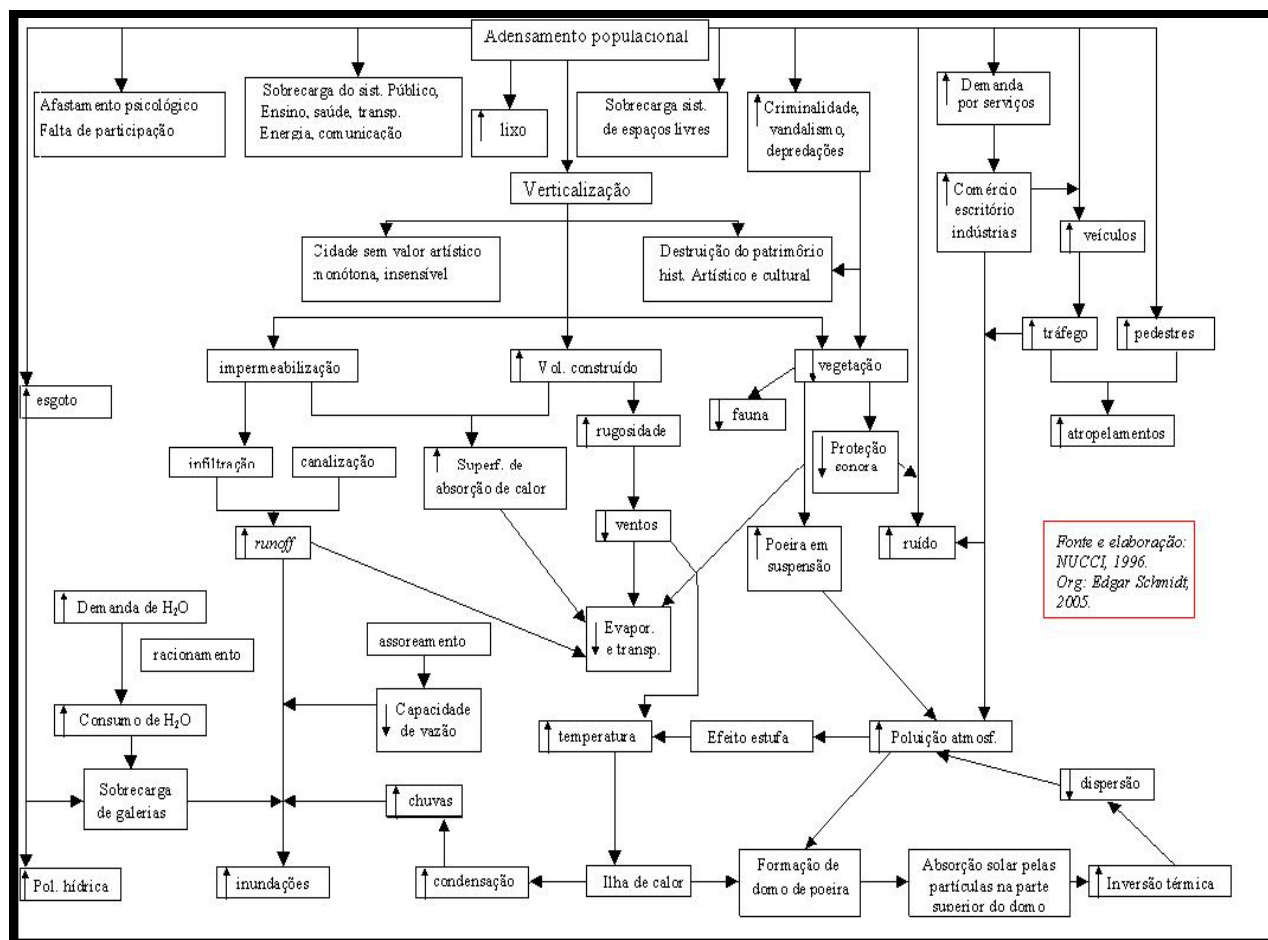 Adensamento populacional
Afastamento psicológico
Falta de participação
Sobrecarga do sist. Público,
Ensino, saúde, transp.
Energia, comunicação
lixo
Sobrecarga sist.
de espaços livres
Criminalidade,
vandalismo,
depredações
Demanda
por serviços
Verticalização
Comércio
escritório
indústrias
veículos
Cidade sem valor artístico
monótona, insensível
Destruição do patrimônio
hist. Artístico e cultural
tráfego
pedestres
impermeabilização
Vol. construído
vegetação
esgoto
fauna
rugosidade
atropelamentos
Proteção
sonora
infiltração
canalização
Superf. de
absorção de calor
ventos
runoff
Poeira em
suspensão
ruído
Fonte e elaboração:
NUCCI, 1996.
Org: Edgar Schmidt,
2005.
Demanda de H₂O
racionamento
assoreamento
Evapor.
e transp.
Consumo de H₂O
Capacidade
de vazão
temperatura
Efeito estufa
Poluição atmosf.
Sobrecarga
de galerias
chuvas
dispersão
Pol. hídrica
inundações
condensação
Ilha de calor
Formação de
domo de poeira
Absorção solar pelas
partículas na parte
superior do domo
Inversão térmica